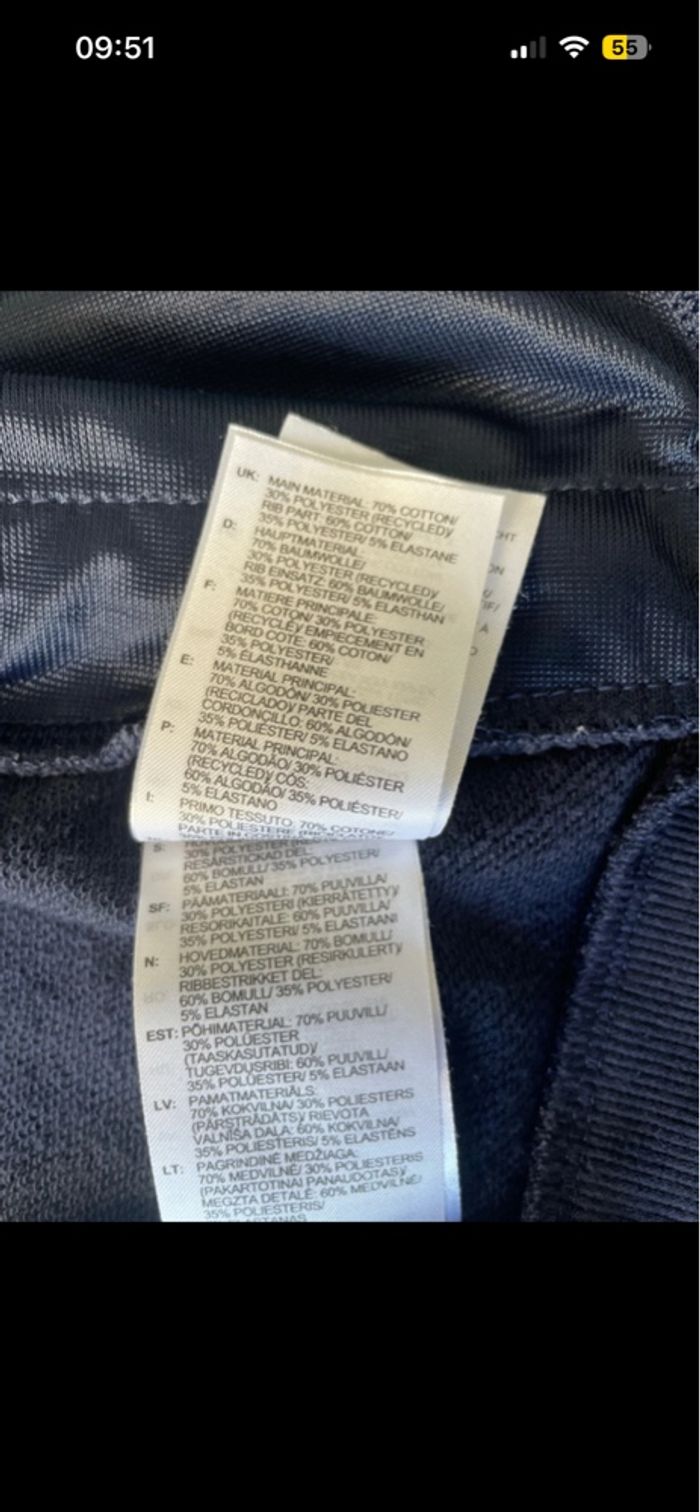 09:51
55
UK: MAIN MATERIAL: 70% COTTON/
30% POLYESTER (RECYCLED)/
RIB PART: 60% COTTON/
35% POLYESTER/ 5% ELASTANE
D: HAUPTMATERIAL:
70% BAUMWOLLE/
30% POLYESTER (RECYCLED)/
RIB EINSATZ: 60% BAUMWOLLE/
35% POLYESTER/ 5% ELASTHAN
F: MATIERE PRINCIPALE:
70% COTON/ 30% POLYESTER
(RECYCLÉ)/ EMPIECEMENT EN
BORD COTE: 60% COTON/
35% POLYESTER/
5% ÉLASTHANNE
E: MATERIAL PRINCIPAL:
70% ALGODÓN/ 30% POLIESTER
(RECICLADO)/ PARTE DEL
CORDONCILLO: 60% ALGODÓN/
35% POLIESTER/ 5% ELASTANO
P: MATERIAL PRINCIPAL:
70% ALGODÃO/ 30% POLIÉSTER
(RECYCLED)/ CÓS:
60% ALGODÃO/ 35% POLIÉSTER/
5% ELASTANO
I: PRIMO TESSUTO: 70% COTONE/
30% POLIESTERE (RICICLATO)/
PARTE IN
S:
30% POLYESTER
RESÅRSTICKAD DEL:
60% BOMULL/ 35% POLYESTER/
5% ELASTAN
SF: PÄÄMATERIAALI: 70% PUUVILLA/
30% POLYESTERI (KIERRÄTETTY)/
RESORIKAITALE: 60% PUUVILLA/
35% POLYESTERI/ 5% ELASTAANI
N: HOVEDMATERIAL: 70% BOMULL/
30% POLYESTER (RESIRKULERT)/
RIBBESTRIKKET DEL:
60% BOMULL/ 35% POLYESTER/
5% ELASTAN
EST: PÕHIMATERJAL: 70% PUUVILL/
30% POLÜESTER
(TAASKASUTATUD)/
TUGEVDUSRIBI: 60% PUUVILL/
35% POLÜESTER/ 5% ELASTAAN
LV: PAMATMATERIĀLS:
70% KOKVILNA/ 30% POLIESTERS
(PĀRSTRĀDĀTS)/ RIEVOTA
VALNĪŠA DAĻA: 60% KOKVILNA/
35% POLIESTERIS/ 5% ELASTĒNS
LT: PAGRINDINĖ MEDŽIAGA:
70% MEDVILNĖ/ 30% POLIESTERIS
(PAKARTOTINAI PANAUDOTAS)/
MEGZTA DETALĖ: 60% MEDVILNĖ/
35% POLIESTERIS/